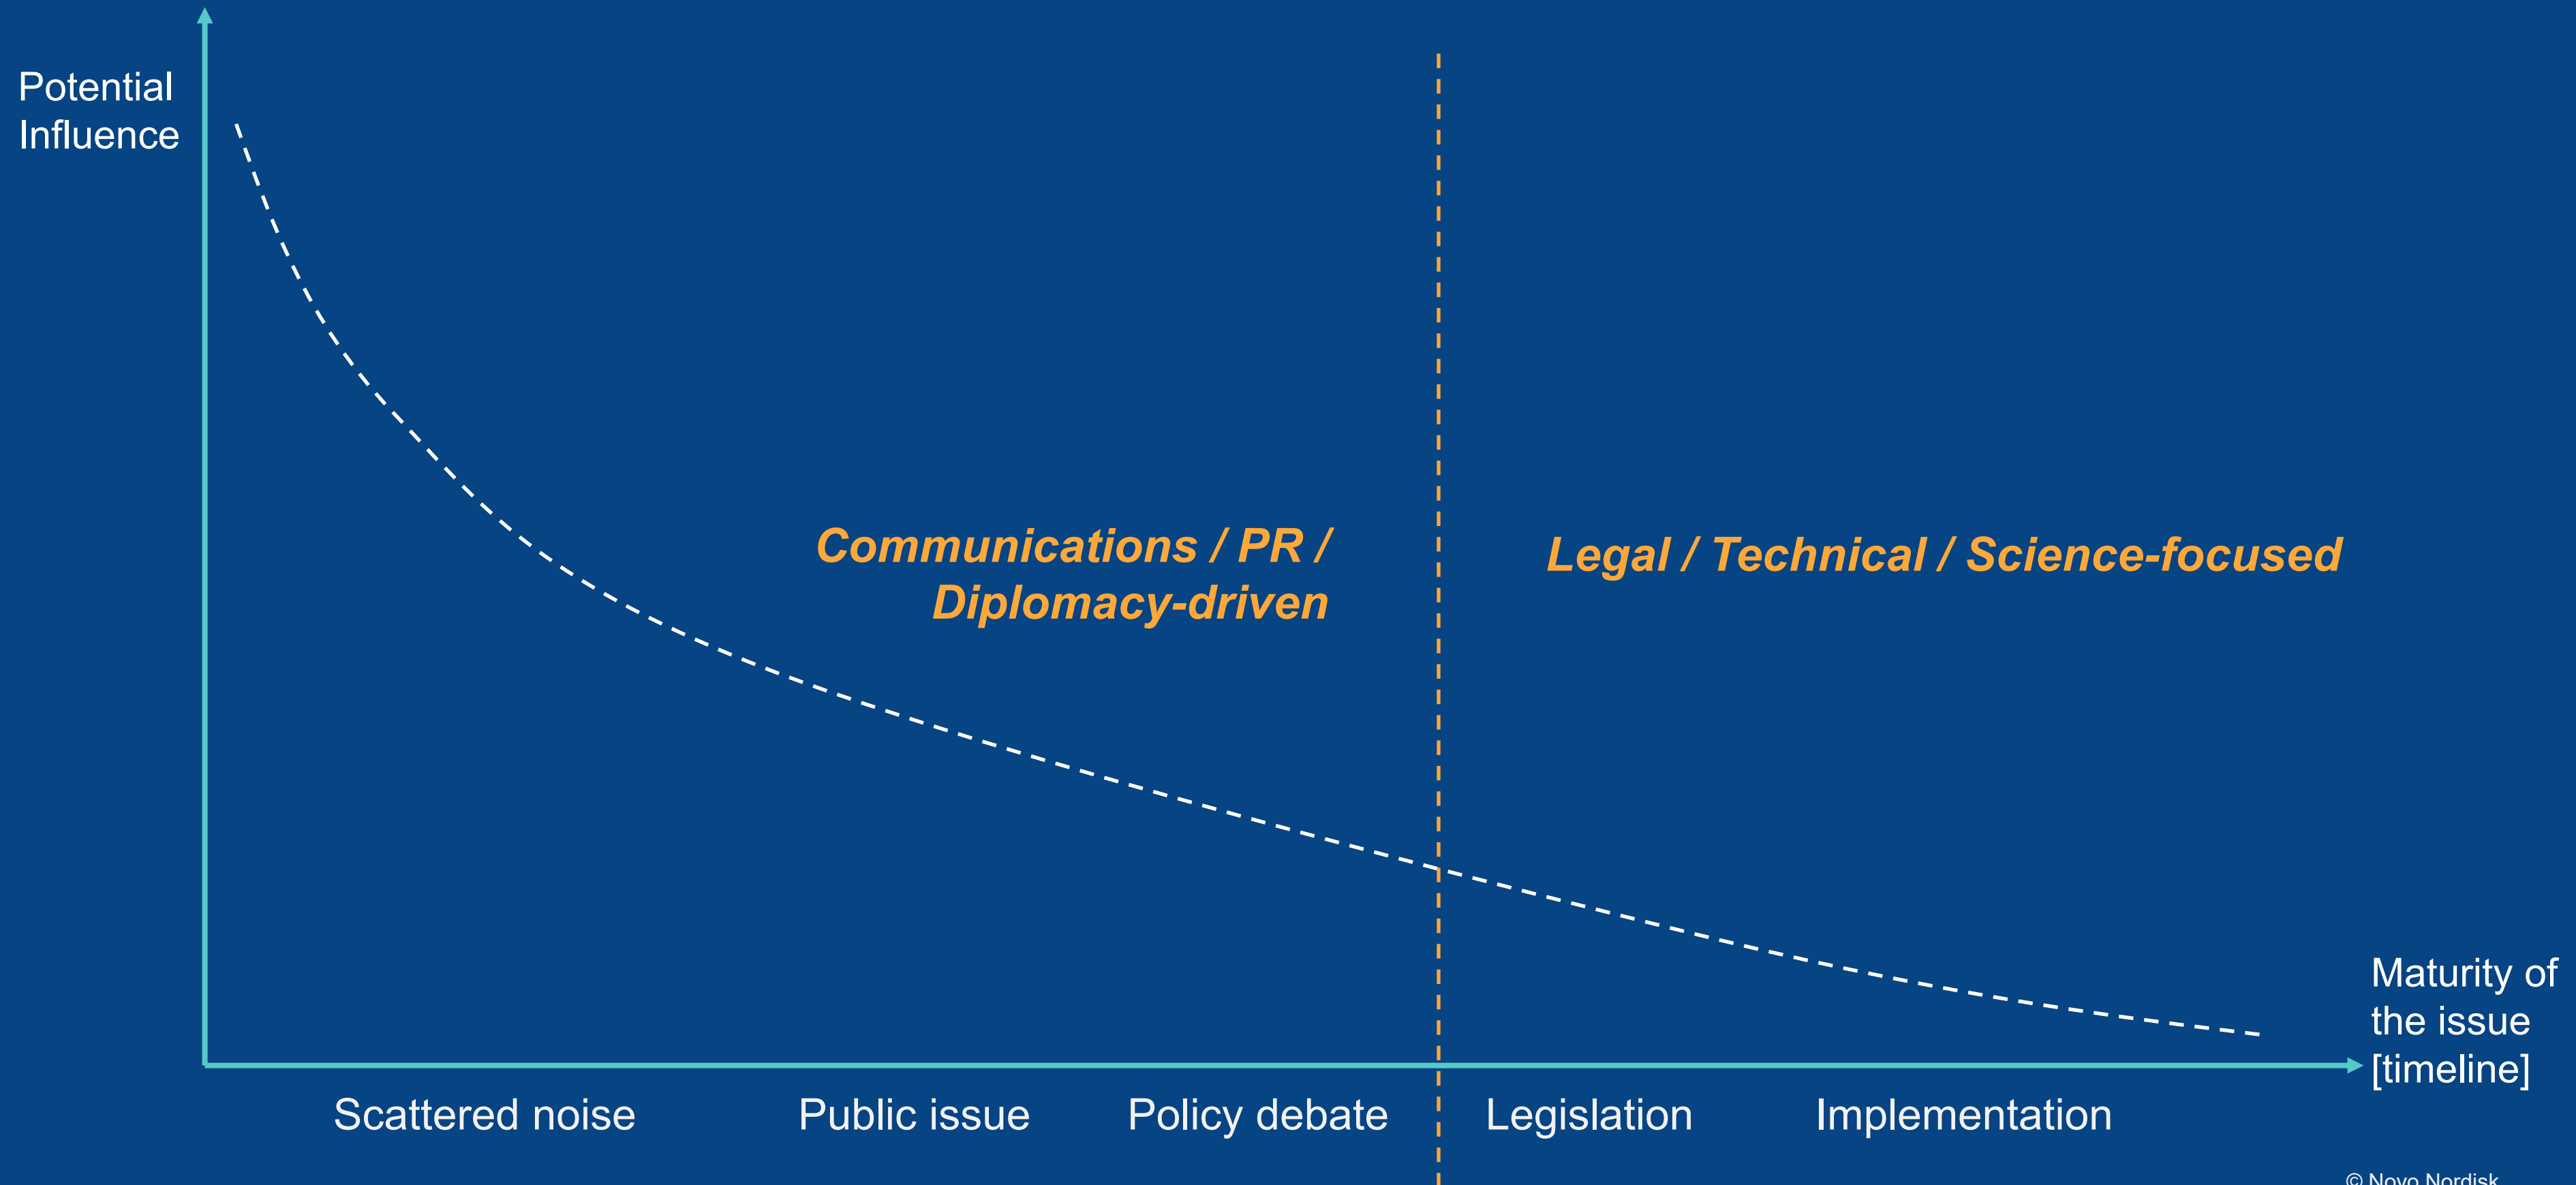 Potential
Influence
Communications / PR /
Diplomacy-driven
Legal / Technical / Science-focused
Maturity of
the issue
[timeline]
Scattered noise
Public issue
Policy debate
Legislation
Implementation
© Novo Nordisk